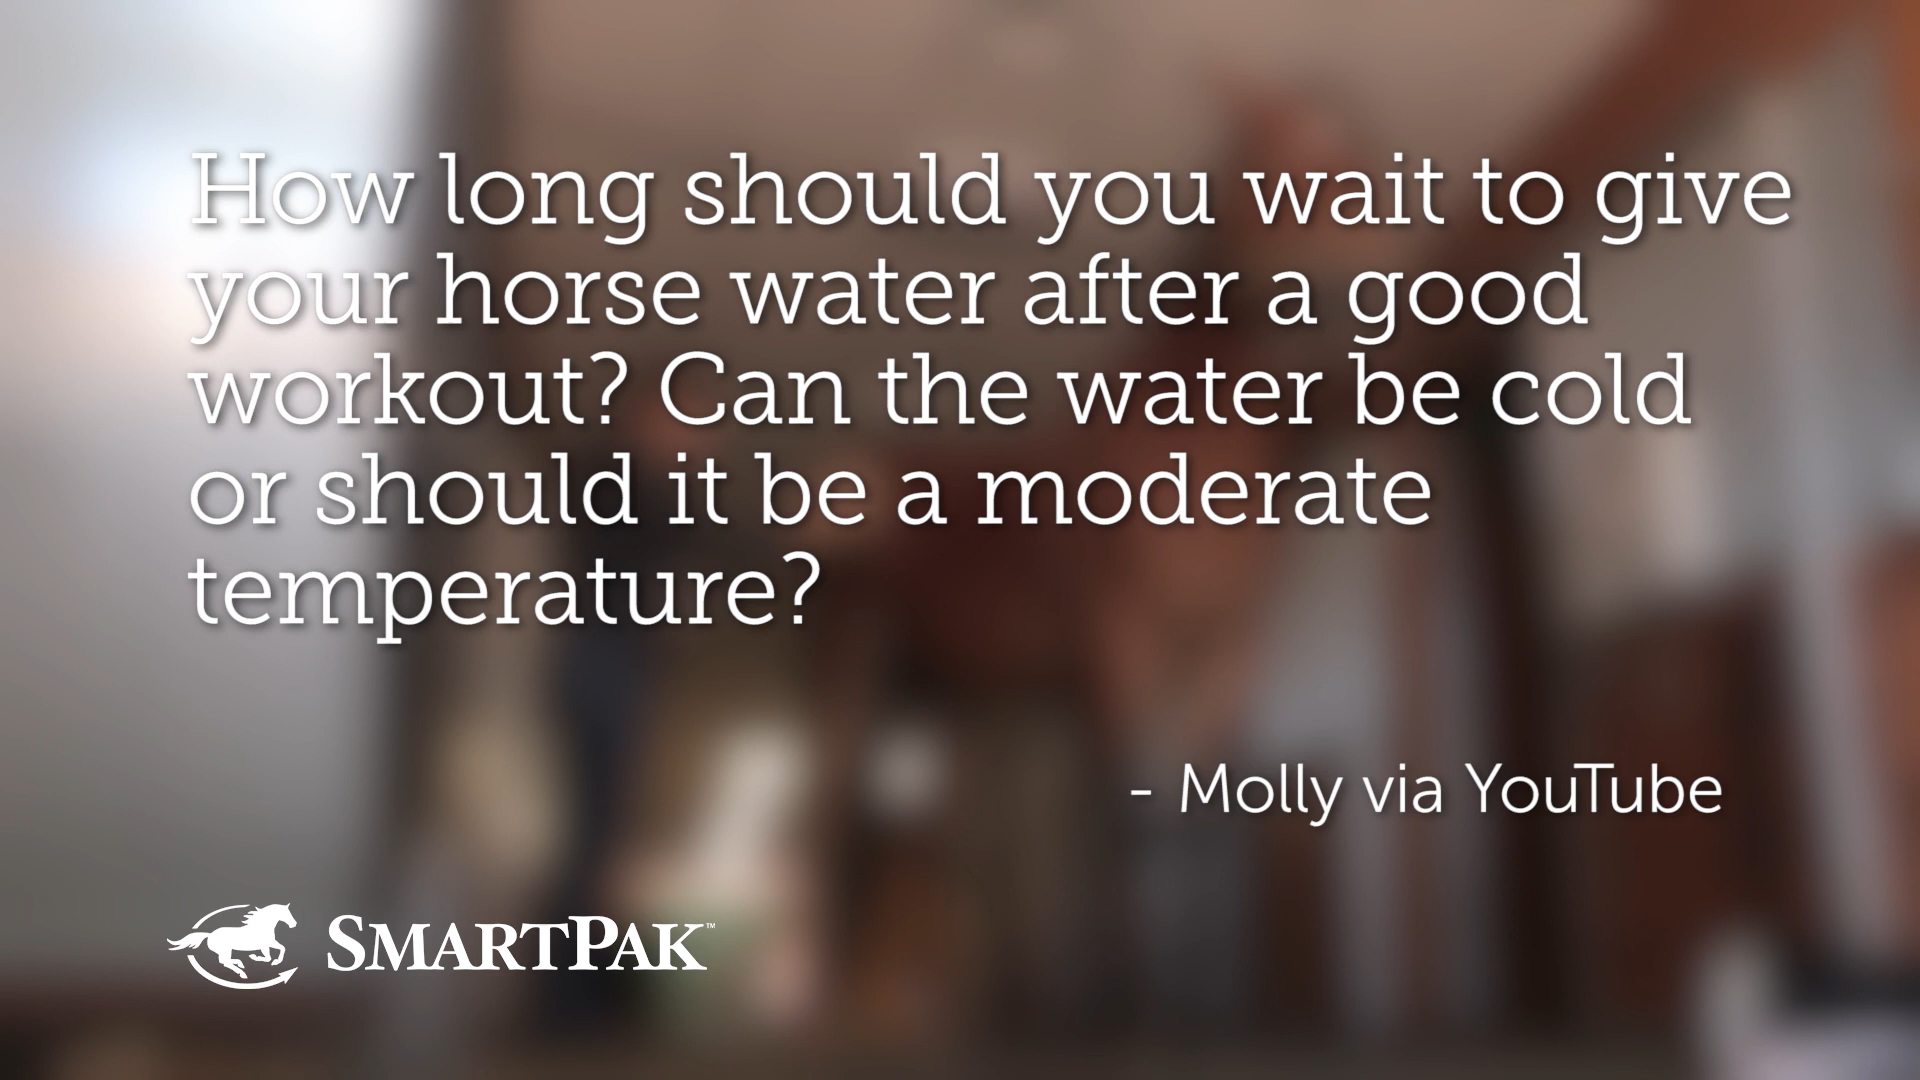 How long should you wait to give
your horse water after a good
workout? Can the water be cold
or should it be a moderate
temperature?
- Molly via YouTube
SMARTPAK™